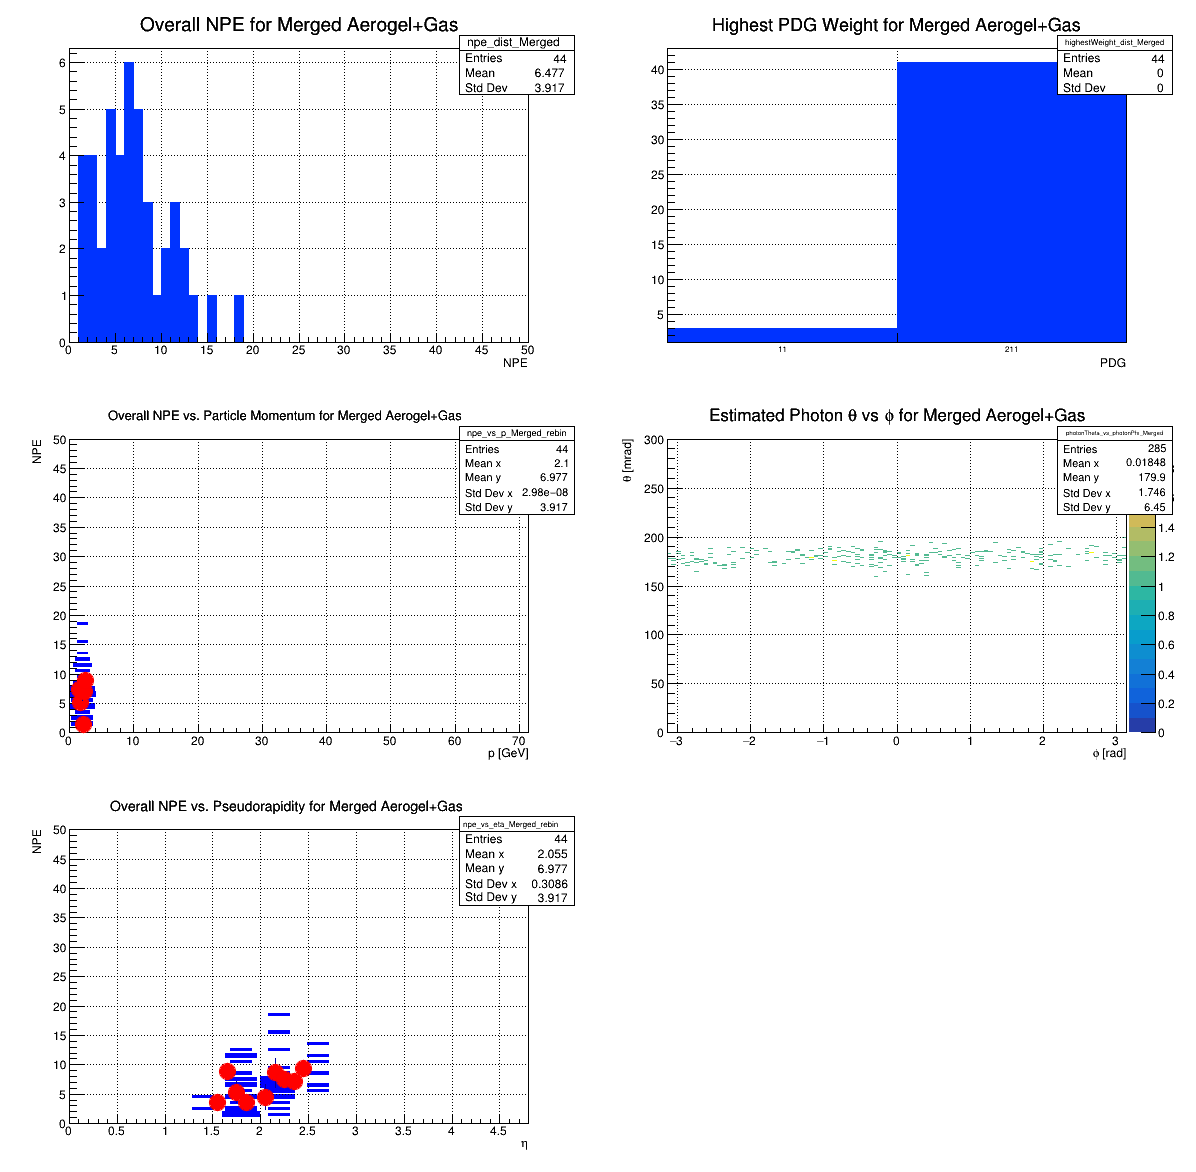 Overall NPE for Merged Aerogel+Gas
npe_dist_Merged
Entries 44
Mean 6.477
Std Dev 3.917
6
5
4
3
2
1
0
0 5 10 15 20 25 30 35 40 45 50
NPE
Highest PDG Weight for Merged Aerogel+Gas
highestWeight_dist_Merged
Entries 44
Mean 0
Std Dev 0
40
35
30
25
20
15
10
5
11 211
PDG
Overall NPE vs. Particle Momentum for Merged Aerogel+Gas
NPE
npe_vs_p_Merged_rebin
Entries 44
Mean x 2.1
Mean y 6.977
Std Dev x 2.98e−08
Std Dev y 3.917
50
45
40
35
30
25
20
15
10
5
0
0 10 20 30 40 50 60 70
p [GeV]
Estimated Photon θ vs ϕ for Merged Aerogel+Gas
θ [mrad]
photonTheta_vs_photonPhi_Merged
Entries 285
Mean x 0.01848
Mean y 179.9
Std Dev x 1.746
Std Dev y 6.45
300
250
200
150
100
50
0
−3 −2 −1 0 1 2 3
ϕ [rad]
1.4
1.2
1
0.8
0.6
0.4
0.2
0
Overall NPE vs. Pseudorapidity for Merged Aerogel+Gas
NPE
npe_vs_eta_Merged_rebin
Entries 44
Mean x 2.055
Mean y 6.977
Std Dev x 0.3086
Std Dev y 3.917
50
45
40
35
30
25
20
15
10
5
0
0 0.5 1 1.5 2 2.5 3 3.5 4 4.5
η